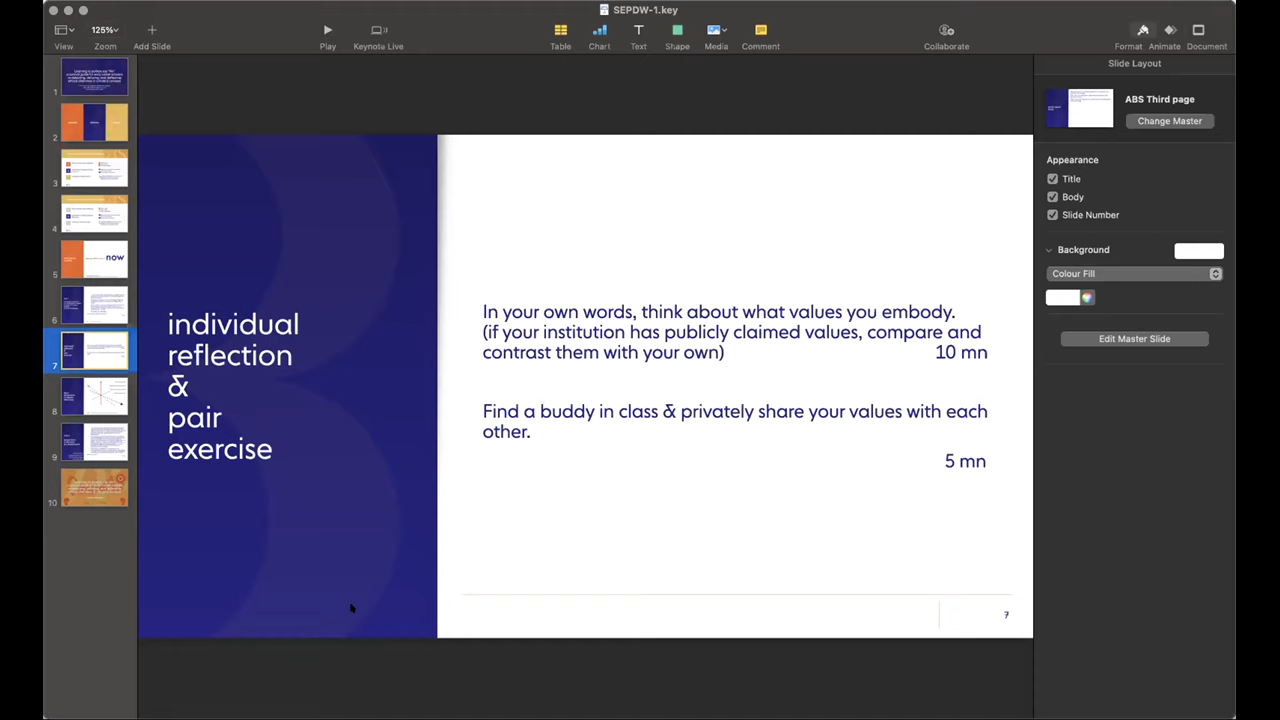 SEPDW-1.key
125%
View
Zoom
Add Slide
Play
Keynote Live
Table
Chart
Text
Shape
Media
Comment
Collaborate
Format
Animate
Document
Slide Layout
ABS Third page
Change Master
Appearance
Title
Body
Slide Number
Background
Colour Fill
Edit Master Slide
1
2
3
4
5
now
6
7
8
9
10
individual
reflection
&
pair
exercise
In your own words, think about what values you embody.
(if your institution has publicly claimed values, compare and
contrast them with your own) 10 mn
Find a buddy in class & privately share your values with each
other.
5 mn
7